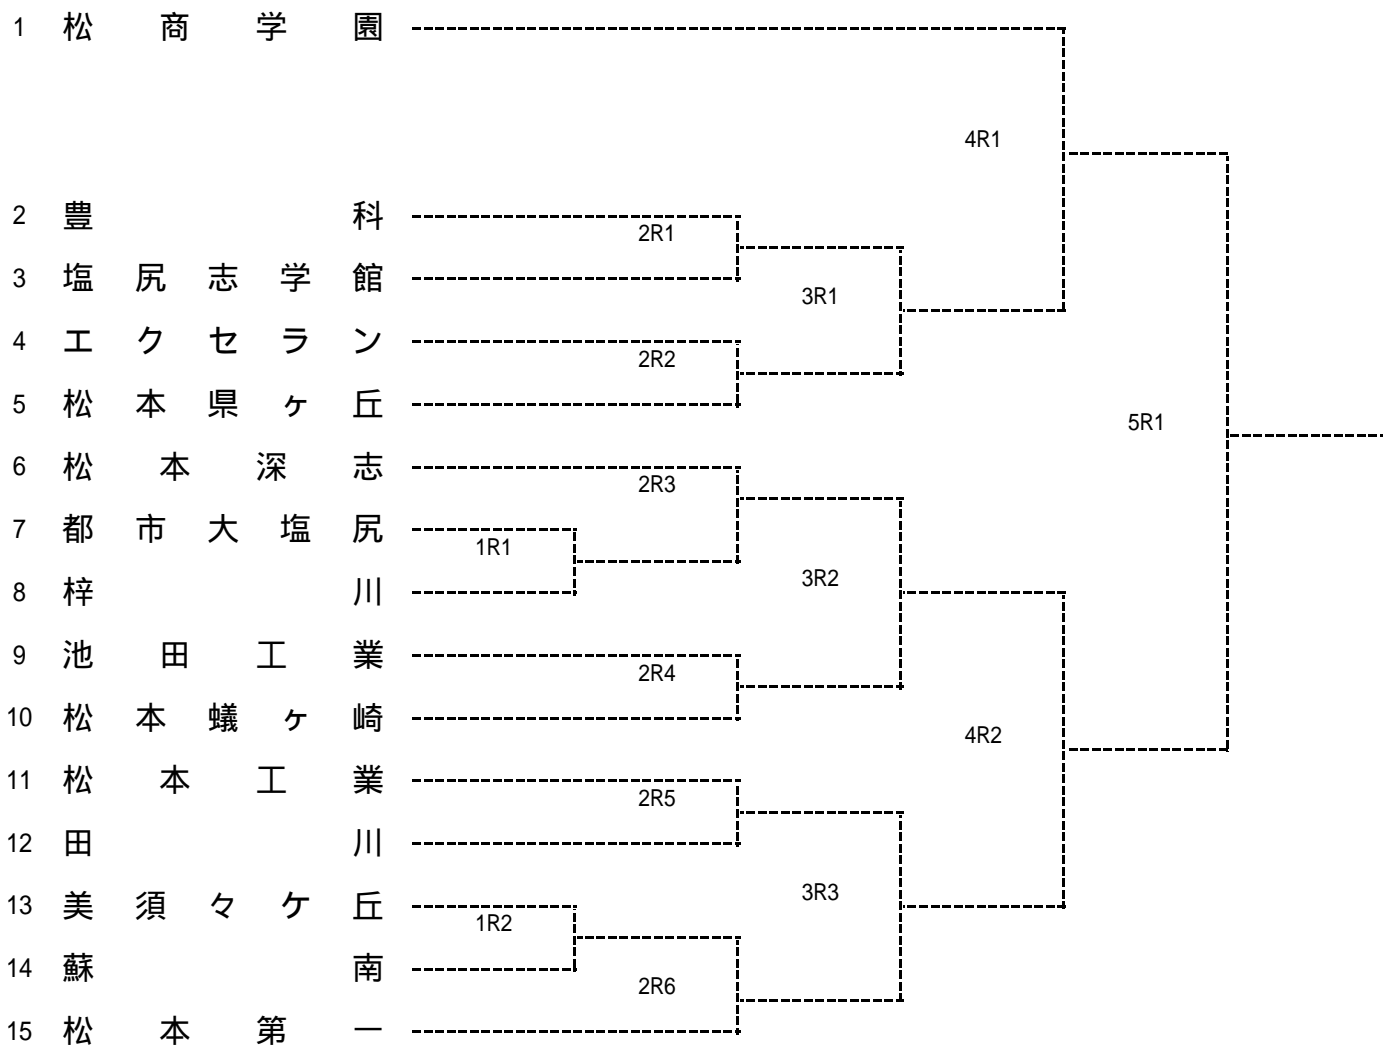 1 松商学園
4R1
2 豊科
2R1
3 塩尻志学館
3R1
4 エクセラン
2R2
5 松本県ヶ丘
5R1
6 松本深志
2R3
7 都市大塩尻
1R1
3R2
8 梓川
9 池田工業
2R4
10 松本蟻ヶ崎
4R2
11 松本工業
2R5
12 田川
3R3
13 美須々ケ丘
1R2
14 蘇南
2R6
15 松本第一